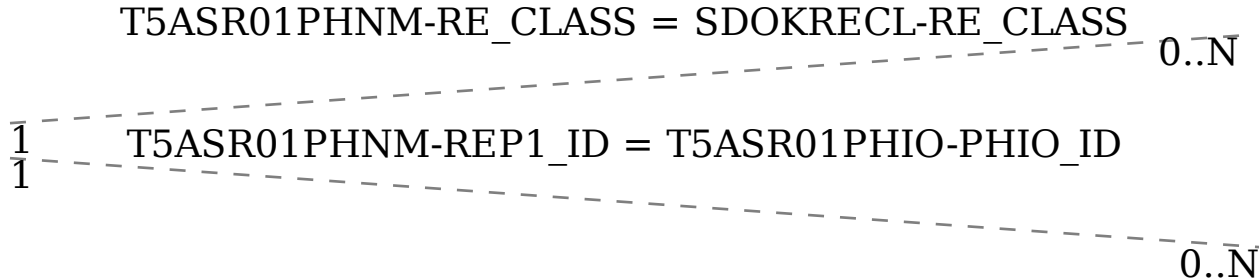 T5ASR01PHNM-RE_CLASS = SDOKRECL-RE_CLASS
0..N
1
T5ASR01PHNM-REP1_ID = T5ASR01PHIO-PHIO_ID
1
0..N